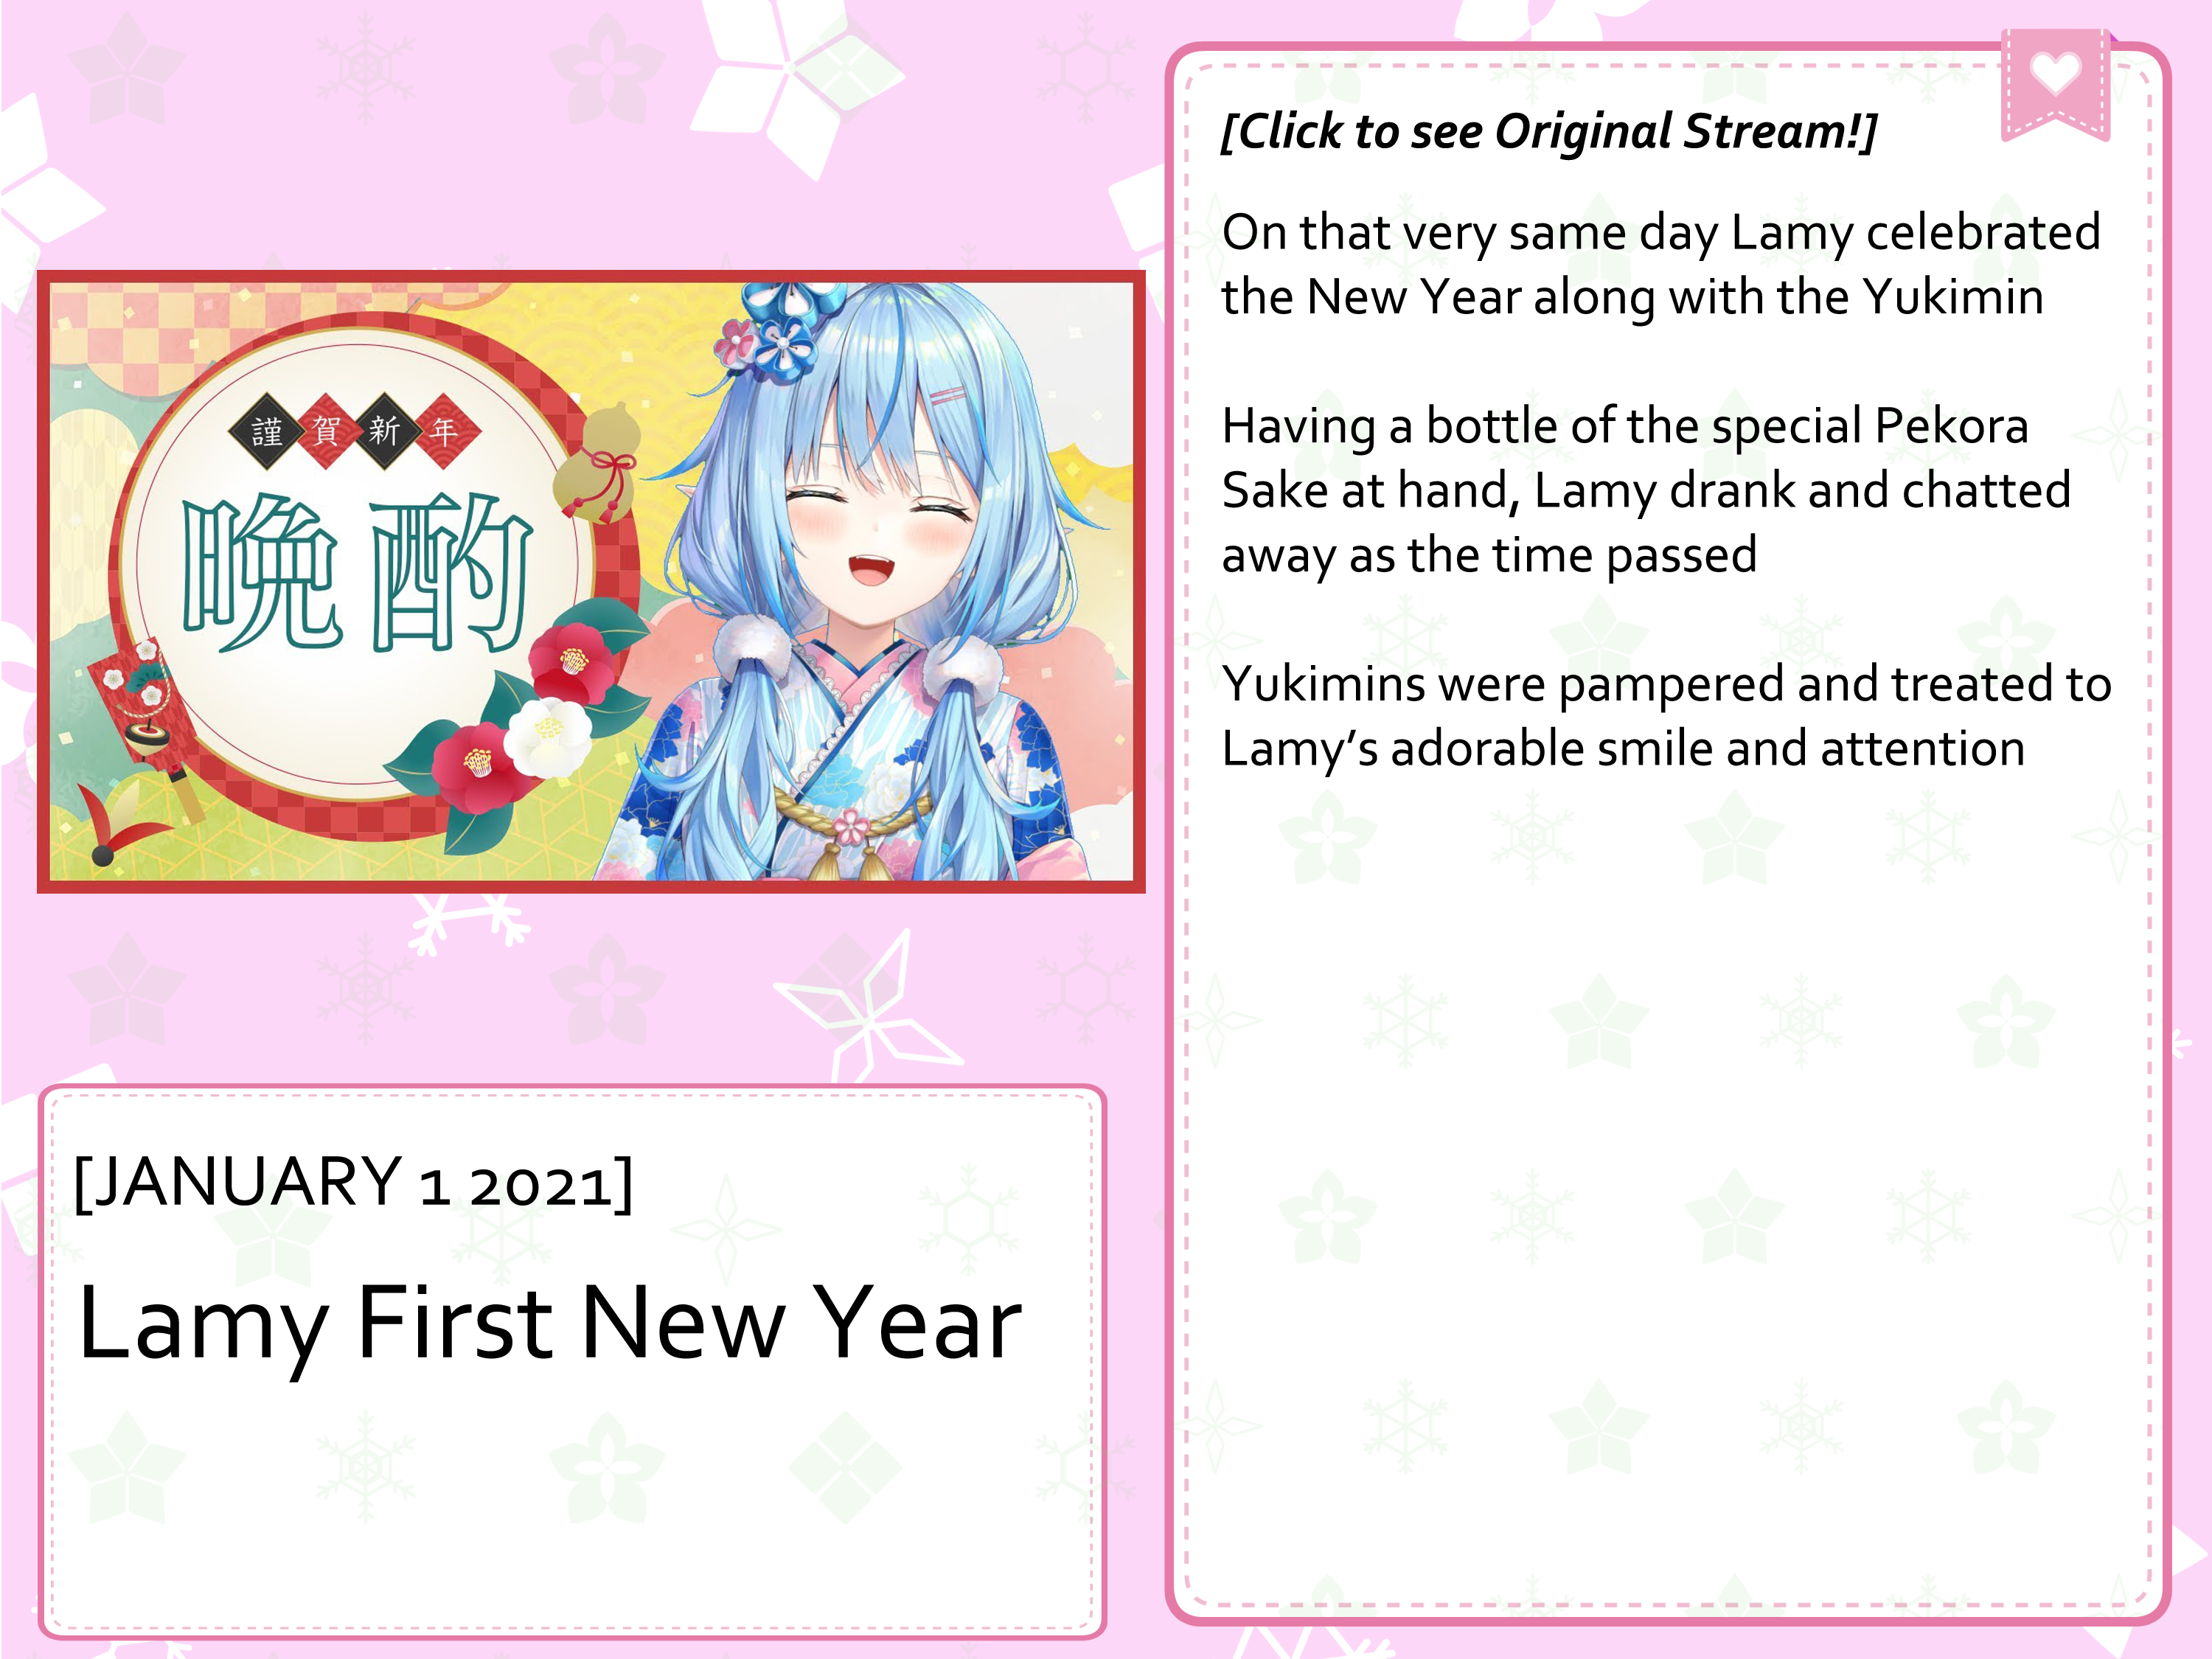 謹賀新年
晩酌
[JANUARY 1 2021]
Lamy First New Year
[Click to see Original Stream!]
On that very same day Lamy celebrated
the New Year along with the Yukimin
Having a bottle of the special Pekora
Sake at hand, Lamy drank and chatted
away as the time passed
Yukimins were pampered and treated to
Lamy’s adorable smile and attention